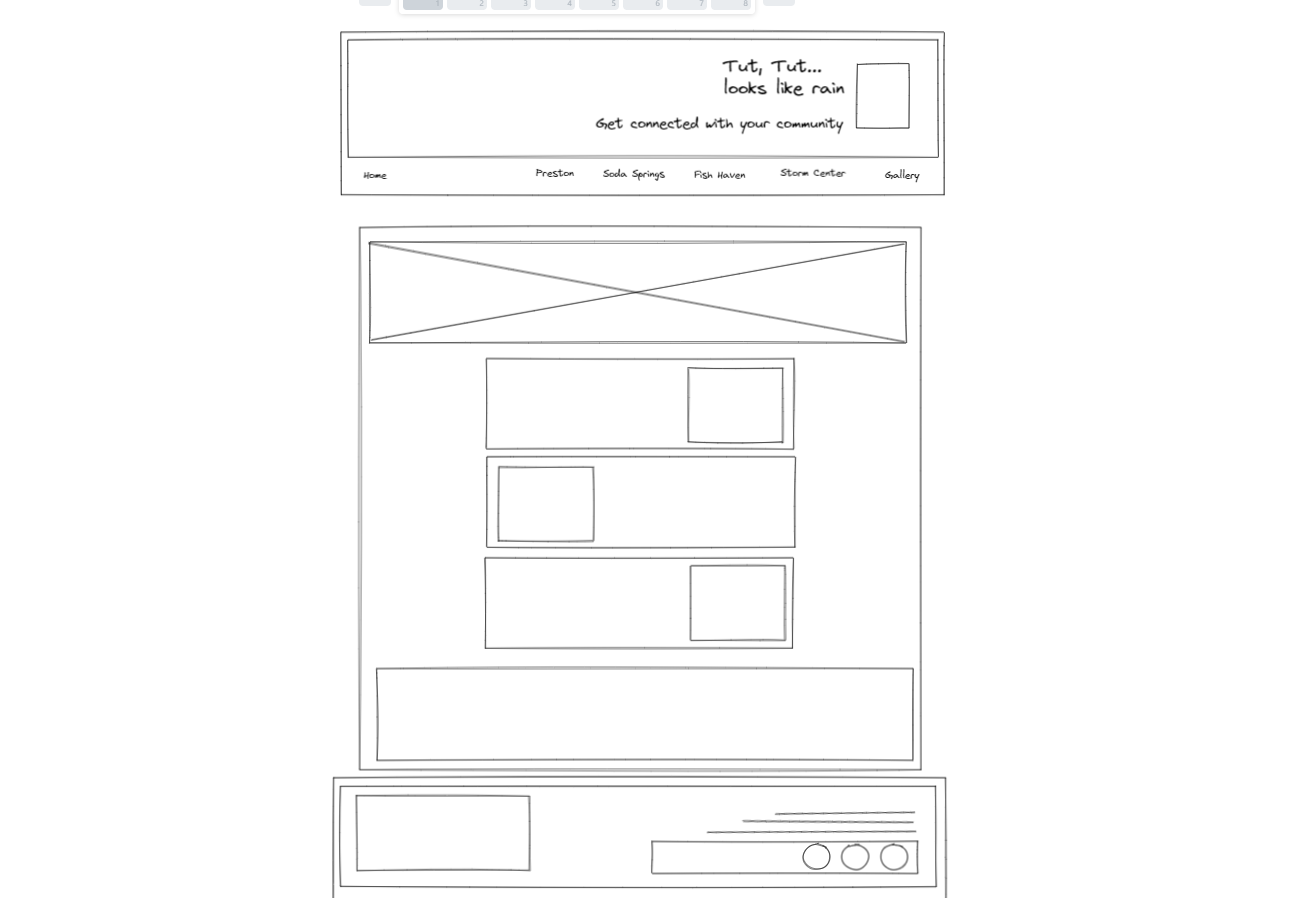 1 2 3 4 5 6 7 8
Tut, Tut...
looks like rain
Get connected with your community
Home Preston Soda Springs Fish Haven Storm Center Gallery